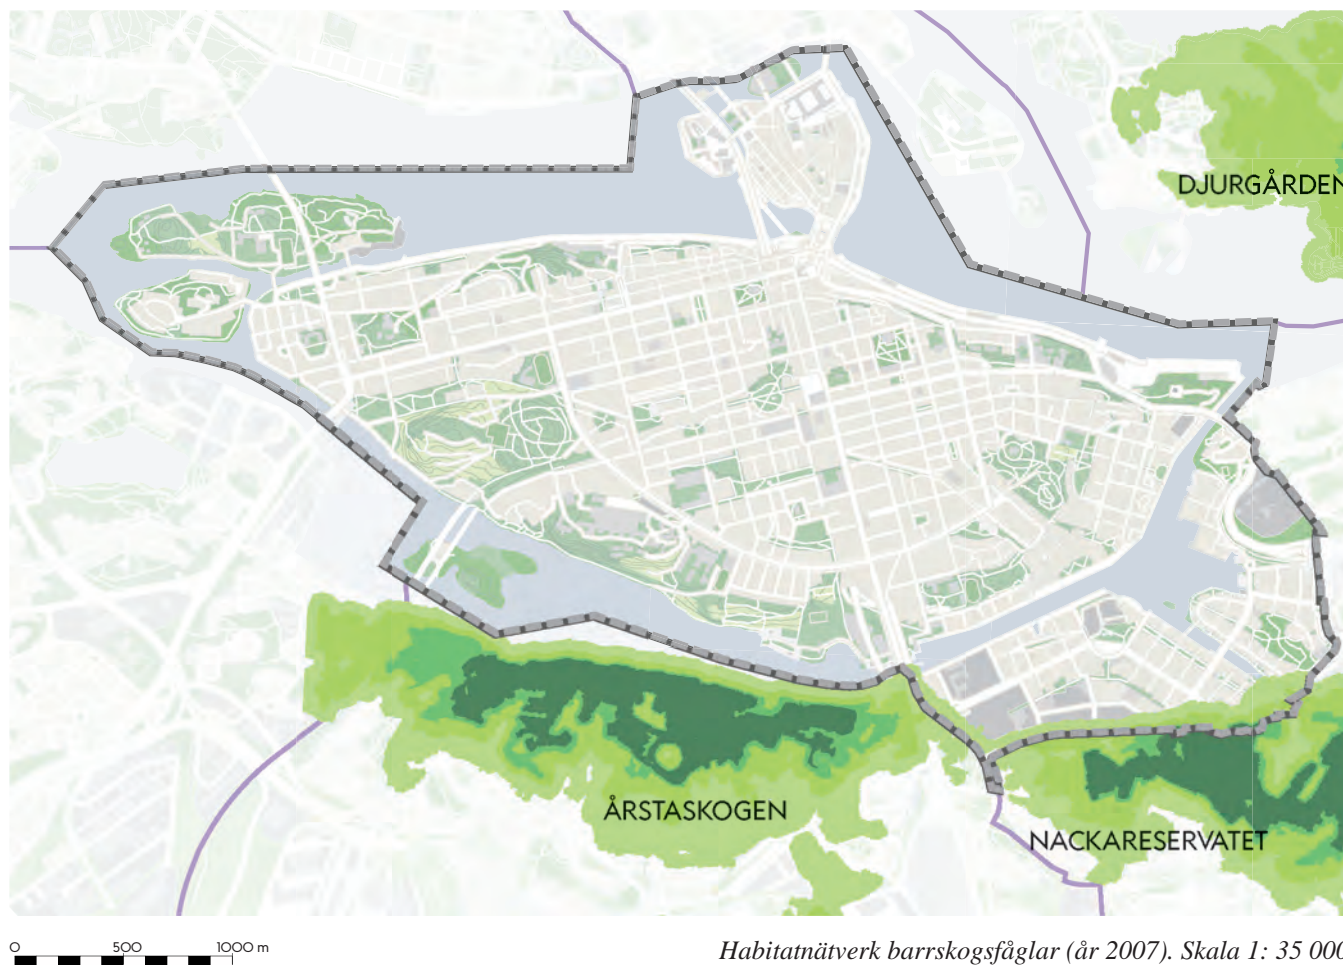 DJURGÅRDEN
ÅRSTASKOGEN
NACKARESERVATET
0 500 1000 m
Habitatnätverk barrskogsfåglar (år 2007). Skala 1: 35 000